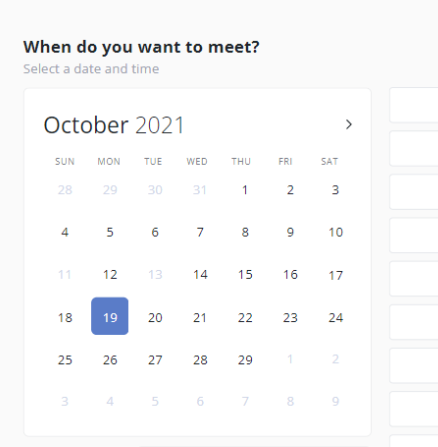 When do you want to meet?
Select a date and time
October 2021
SUN MON TUE WED THU FRI SAT
28 29 30 31 1 2 3
4 5 6 7 8 9 10
11 12 13 14 15 16 17
18 19 20 21 22 23 24
25 26 27 28 29 1 2
3 4 5 6 7 8 9